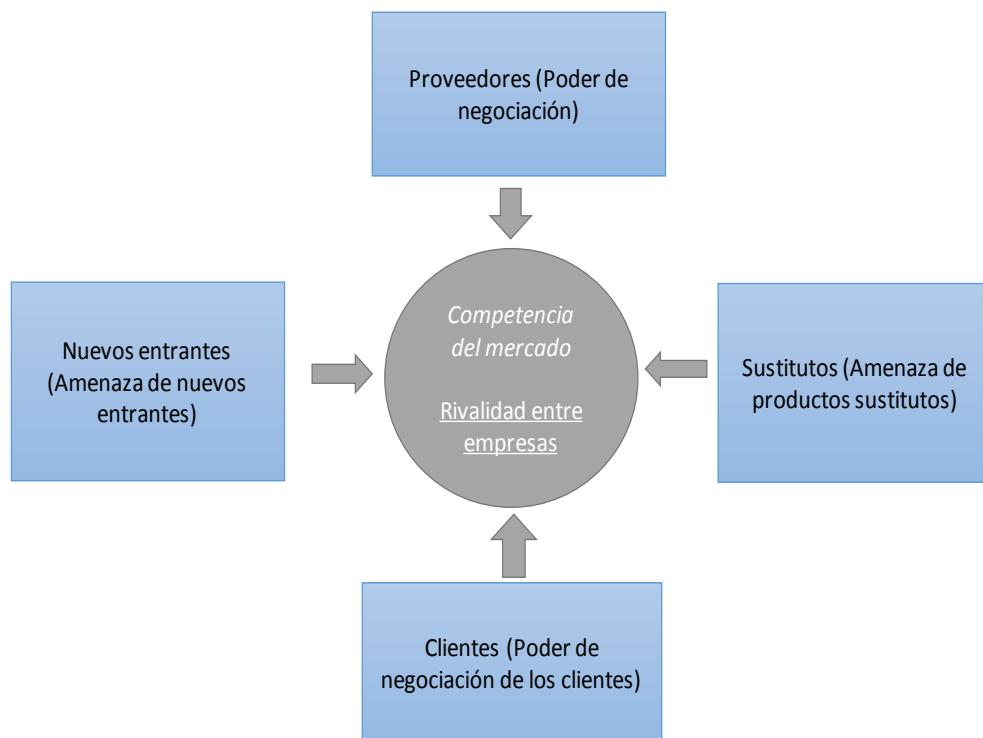 Proveedores (Poder de
negociación)
Nuevos entrantes
(Amenaza de nuevos
entrantes)
Competencia
del mercado
Rivalidad entre
empresas
Sustitutos (Amenaza de
productos sustitutos)
Clientes (Poder de
negociación de los clientes)